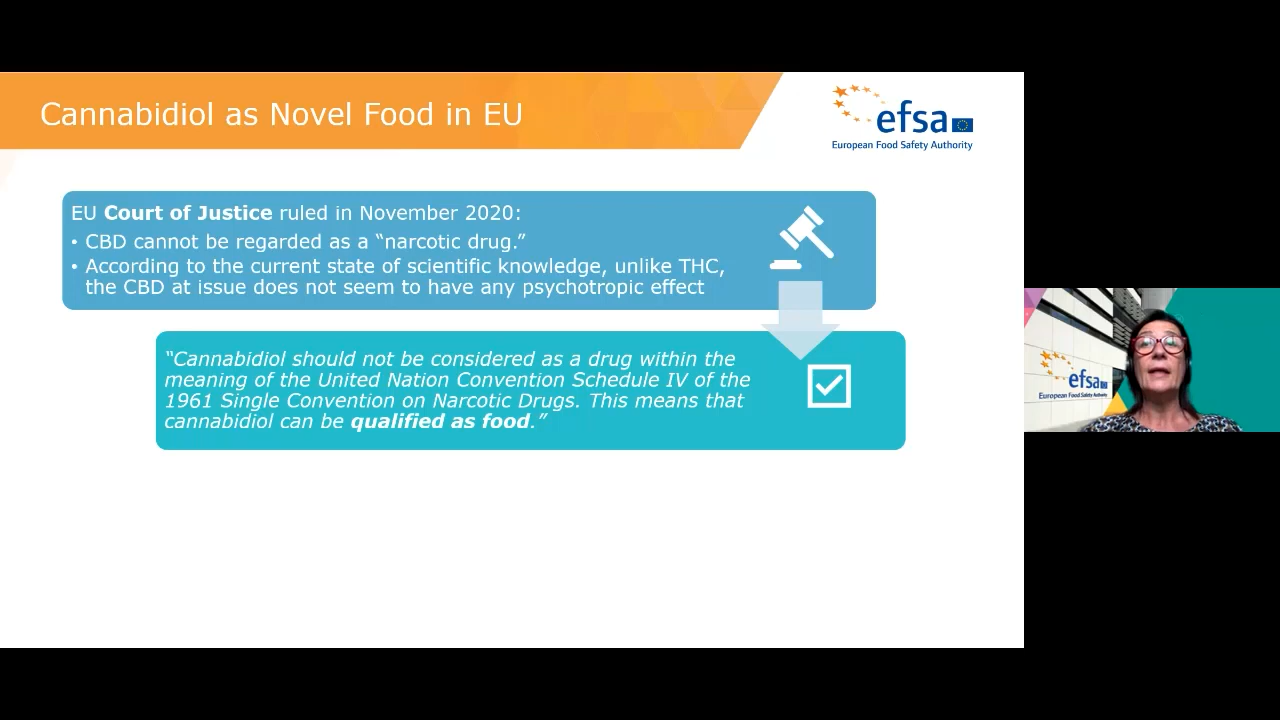 Cannabidiol as Novel Food in EU
efsa
European Food Safety Authority
EU Court of Justice ruled in November 2020:
• CBD cannot be regarded as a “narcotic drug.”
• According to the current state of scientific knowledge, unlike THC,
the CBD at issue does not seem to have any psychotropic effect
“Cannabidiol should not be considered as a drug within the
meaning of the United Nation Convention Schedule IV of the
1961 Single Convention on Narcotic Drugs. This means that
cannabidiol can be qualified as food.”
efsa
European Food Safety Authority